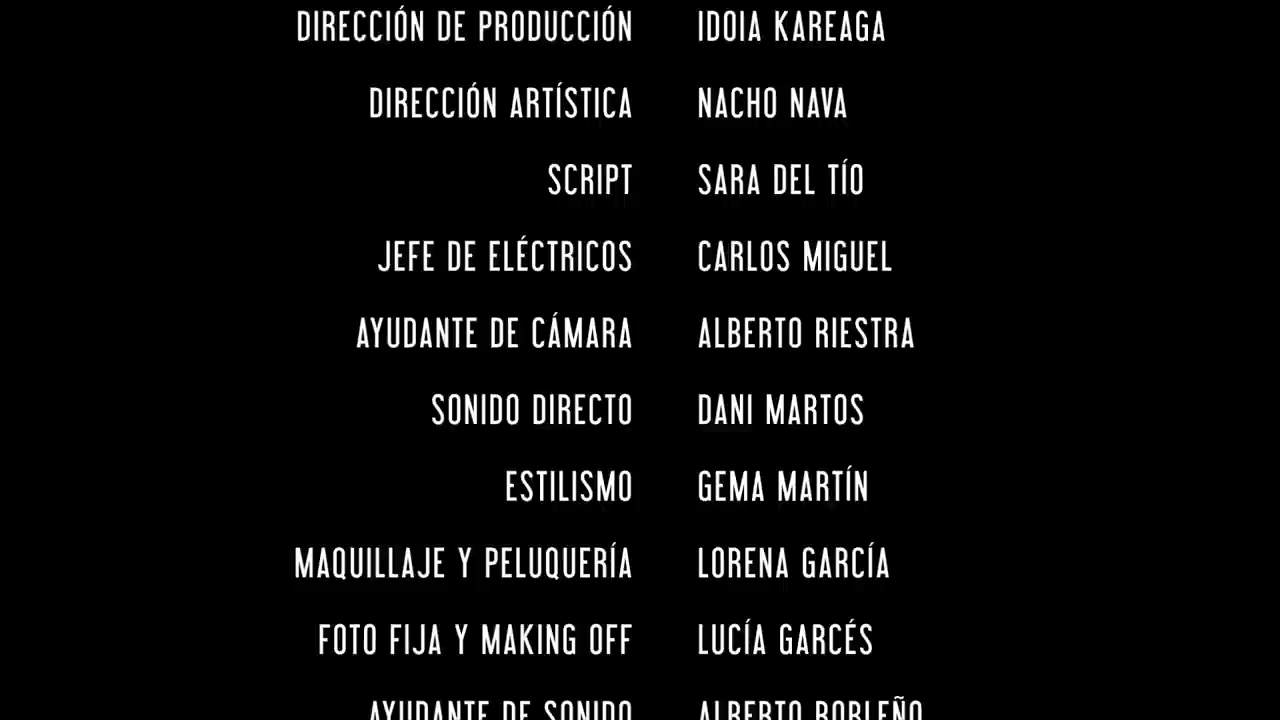 DIRECCIÓN DE PRODUCCIÓN IDOIA KAREAGA
DIRECCIÓN ARTÍSTICA NACHO NAVA
SCRIPT SARA DEL TÍO
JEFE DE ELÉCTRICOS CARLOS MIGUEL
AYUDANTE DE CÁMARA ALBERTO RIESTRA
SONIDO DIRECTO DANI MARTOS
ESTILISMO GEMA MARTÍN
MAQUILLAJE Y PELUQUERÍA LORENA GARCÍA
FOTO FIJA Y MAKING OFF LUCÍA GARCÉS
AYUDANTE DE SONIDO ALBERTO ROBLEÑO